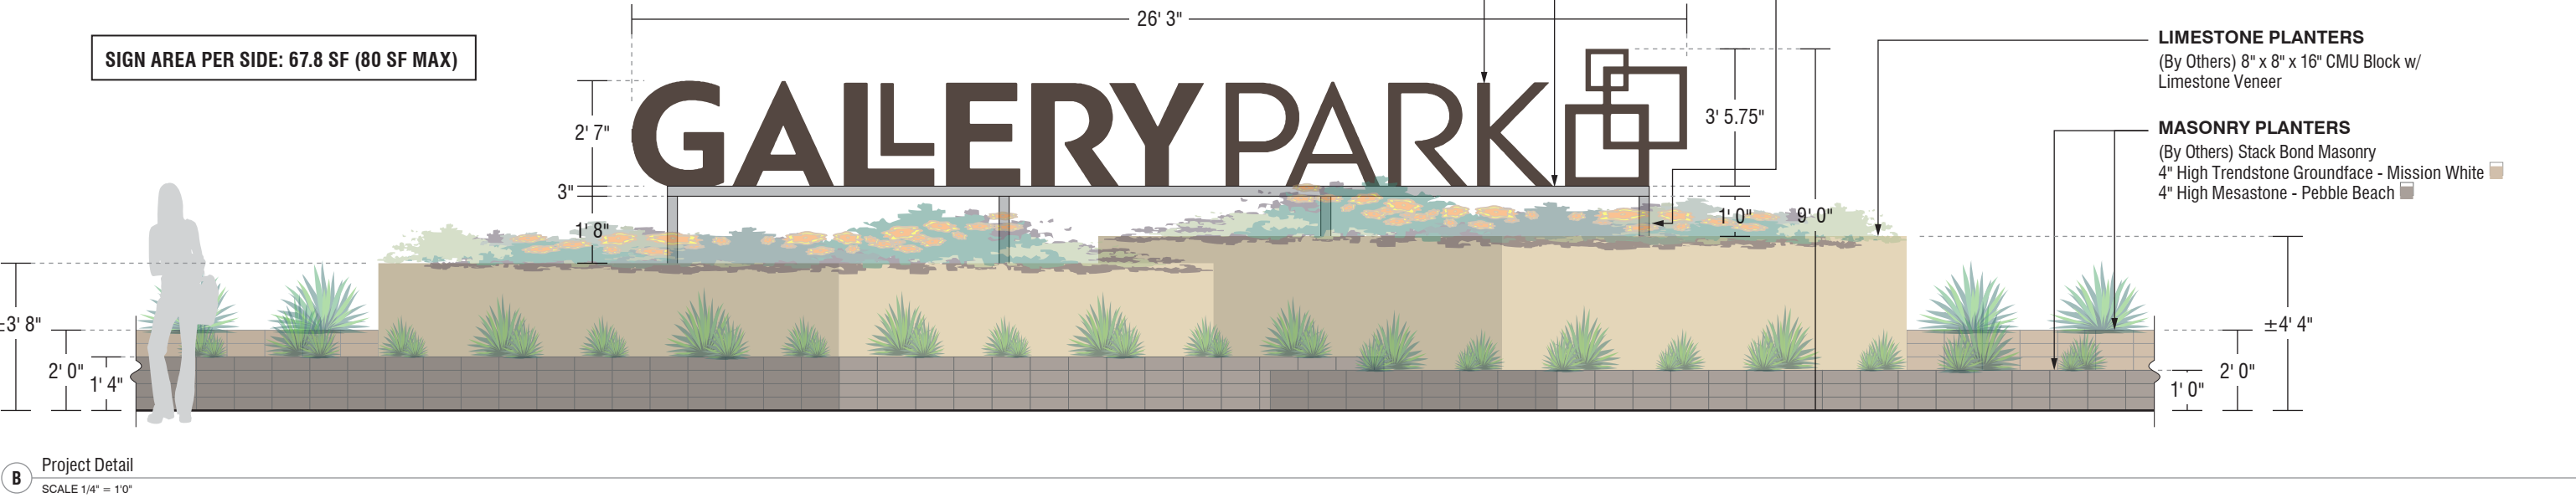 26' 3"
SIGN AREA PER SIDE: 67.8 SF (80 SF MAX)
GALLERY PARK
2' 7"
3"
1' 8"
3' 5.75"
1' 0"
9' 0"
LIMESTONE PLANTERS
(By Others) 8" x 8" x 16" CMU Block w/
Limestone Veneer
MASONRY PLANTERS
(By Others) Stack Bond Masonry
4" High Trendstone Groundface - Mission White
4" High Mesastone - Pebble Beach
±3' 8"
2' 0"
1' 4"
±4' 4"
2' 0"
1' 0"
B
Project Detail
SCALE 1/4" = 1'0"